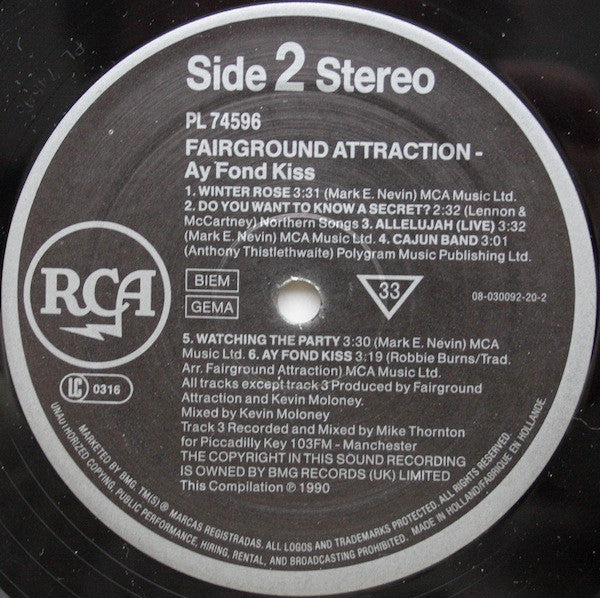 Side 2 Stereo
PL 74596
FAIRGROUND ATTRACTION -
Ay Fond Kiss
1. WINTER ROSE 3:31 (Mark E. Nevin) MCA Music Ltd.
2. DO YOU WANT TO KNOW A SECRET? 2:32 (Lennon &
McCartney) Northern Songs 3. ALLELUJAH (LIVE) 3:32
(Mark E. Nevin) MCA Music Ltd. 4. CAJUN BAND 3:01
(Anthony Thistlethwaite) Polygram Music Publishing Ltd.
RCA
BIEM
GEMA
33
08-030092-20-2
5. WATCHING THE PARTY 3:30 (Mark E. Nevin) MCA
Music Ltd. 6. AY FOND KISS 3:19 (Robbie Burns/Trad.
Arr. Fairground Attraction) MCA Music Ltd.
All tracks except track 3 Produced by Fairground
Attraction and Kevin Moloney.
Mixed by Kevin Moloney
Track 3 Recorded and Mixed by Mike Thornton
for Piccadilly Key 103FM - Manchester
THE COPYRIGHT IN THIS SOUND RECORDING
IS OWNED BY BMG RECORDS (UK) LIMITED
This Compilation ℗ 1990
LC 0316
MARKETED BY BMG. TM(S) ® MARCAS REGISTRADAS. ALL LOGOS AND TRADEMARKS PROTECTED. ALL RIGHTS RESERVED.
UNAUTHORIZED COPYING, PUBLIC PERFORMANCE, HIRING, RENTAL, AND BROADCASTING PROHIBITED. MADE IN HOLLAND/FABRIQUE EN HOLLANDE.